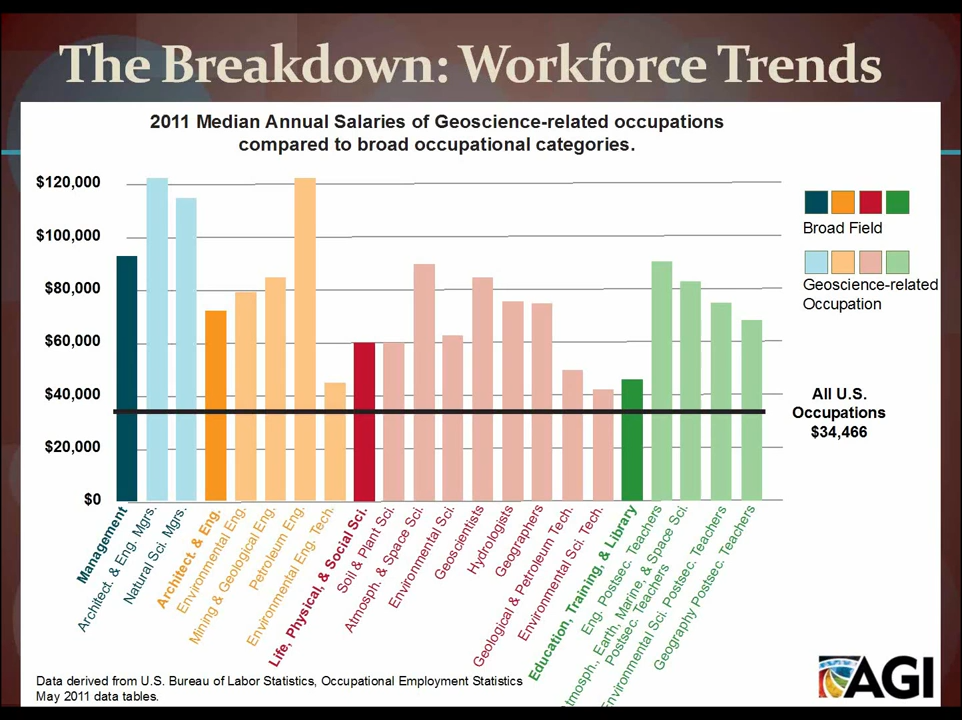 The Breakdown: Workforce Trends
2011 Median Annual Salaries of Geoscience-related occupations
compared to broad occupational categories.
$120,000
$100,000
$80,000
$60,000
$40,000
$20,000
$0
Broad Field
Geoscience-related
Occupation
All U.S.
Occupations
$34,466
Management
Architect. & Eng. Mgrs.
Natural Sci. Mgrs.
Architect. & Eng.
Environmental Eng.
Mining & Geological Eng.
Petroleum Eng.
Environmental Eng. Tech.
Life, Physical, & Social Sci.
Soil & Plant Sci.
Atmosph. & Space Sci.
Environmental Sci.
Geoscientists
Hydrologists
Geographers
Geological & Petroleum Tech.
Environmental Sci. Tech.
Education, Training, & Library
Eng. Postsec. Teachers
Atmosph., Earth, Marine, & Space Sci.
Postsec. Teachers
Environmental Sci. Postsec. Teachers
Geography Postsec. Teachers
Data derived from U.S. Bureau of Labor Statistics, Occupational Employment Statistics
May 2011 data tables.
AGI